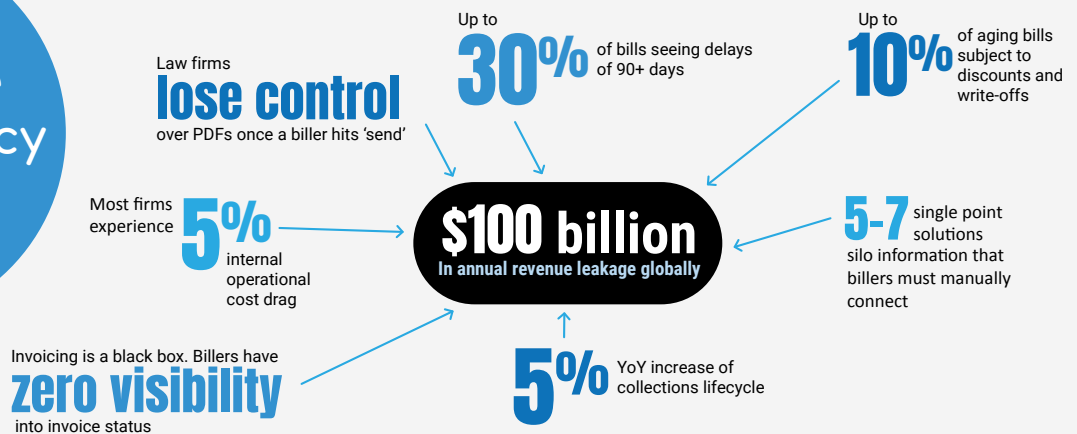 cy
Law firms
lose control
over PDFs once a biller hits ‘send’
Up to
30%
of bills seeing delays
of 90+ days
Up to
10%
of aging bills
subject to
discounts and
write-offs
Most firms
experience
5%
internal
operational
cost drag
$100 billion
In annual revenue leakage globally
5-7
single point
solutions
silo information that
billers must manually
connect
Invoicing is a black box. Billers have
zero visibility
into invoice status
5%
YoY increase of
collections lifecycle